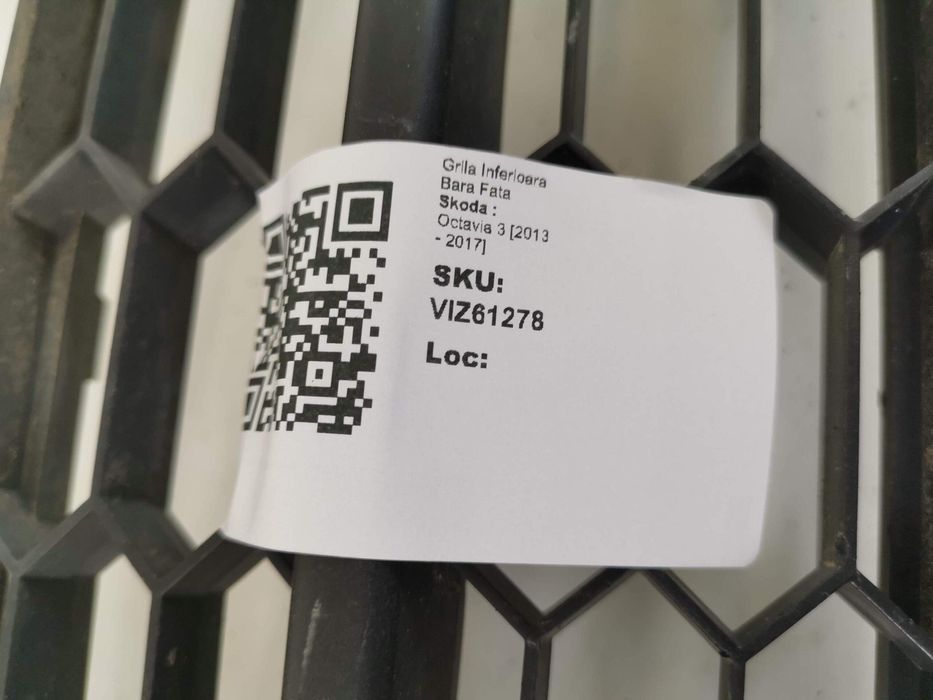 Grila Inferioara
Bara Fata
Skoda :
Octavia 3 [2013
- 2017]
SKU:
VIZ61278
Loc: